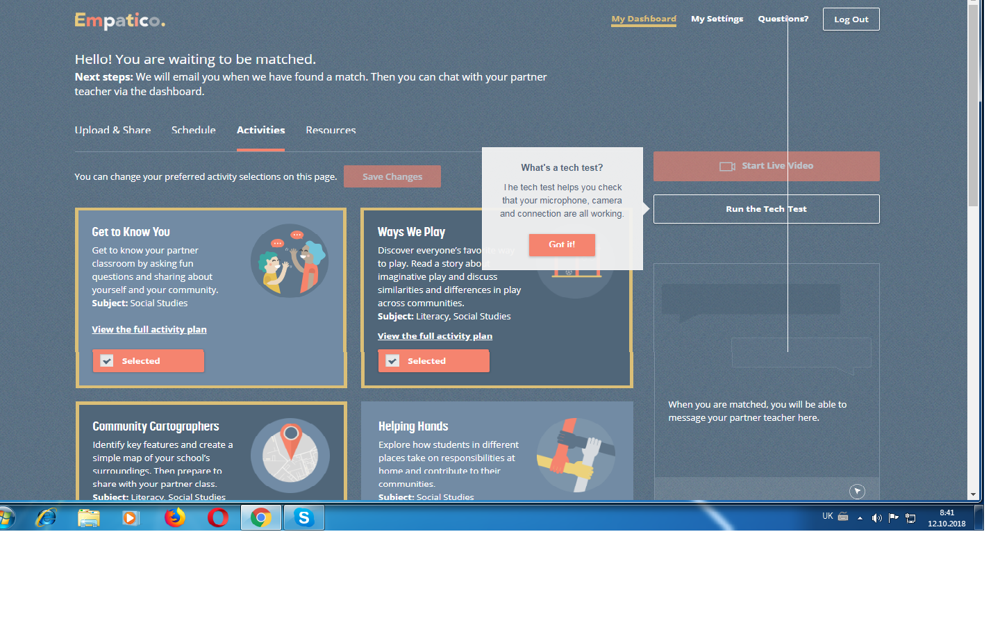 Empatico.
My Dashboard
My Settings
Questions?
Log Out
Hello! You are waiting to be matched.
Next steps: We will email you when we have found a match. Then you can chat with your partner
teacher via the dashboard.
Upload & Share
Schedule
Activities
Resources
You can change your preferred activity selections on this page.
Save Changes
What's a tech test?
The tech test helps you check
that your microphone, camera
and connection are all working.
Got it!
Start Live Video
Run the Tech Test
Get to Know You
Get to know your partner
classroom by asking fun
questions and sharing about
yourself and your community.
Subject: Social Studies
View the full activity plan
Selected
Ways We Play
Discover everyone's favorite way
to play. Read a story about
imaginative play and discuss
similarities and differences in play
across communities.
Subject: Literacy, Social Studies
View the full activity plan
Selected
Community Cartographers
Identify key features and create a
simple map of your school's
surroundings. Then prepare to
share with your partner class.
Subject: Literacy, Social Studies
Helping Hands
Explore how students in different
places take on responsibilities at
home and contribute to their
communities.
Subject: Social Studies
When you are matched, you will be able to
message your partner teacher here.
UK
8:41
12.10.2018